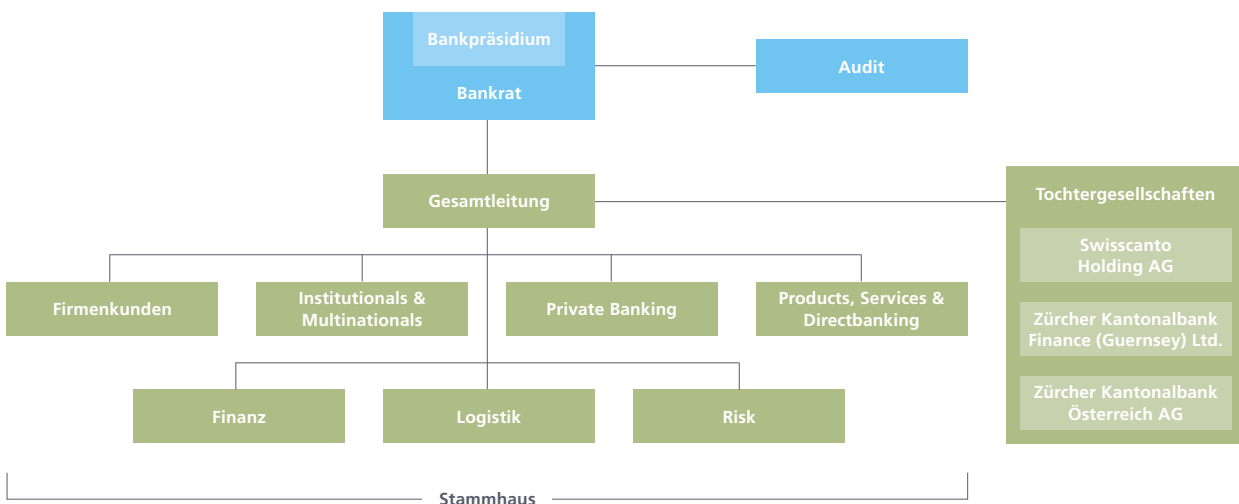 Bankpräsidium
Bankrat
Audit
Gesamtleitung
Tochtergesellschaften
Swisscanto
Holding AG
Zürcher Kantonalbank
Finance (Guernsey) Ltd.
Zürcher Kantonalbank
Österreich AG
Firmenkunden
Institutionals &
Multinationals
Private Banking
Products, Services &
Directbanking
Finanz
Logistik
Risk
Stammhaus